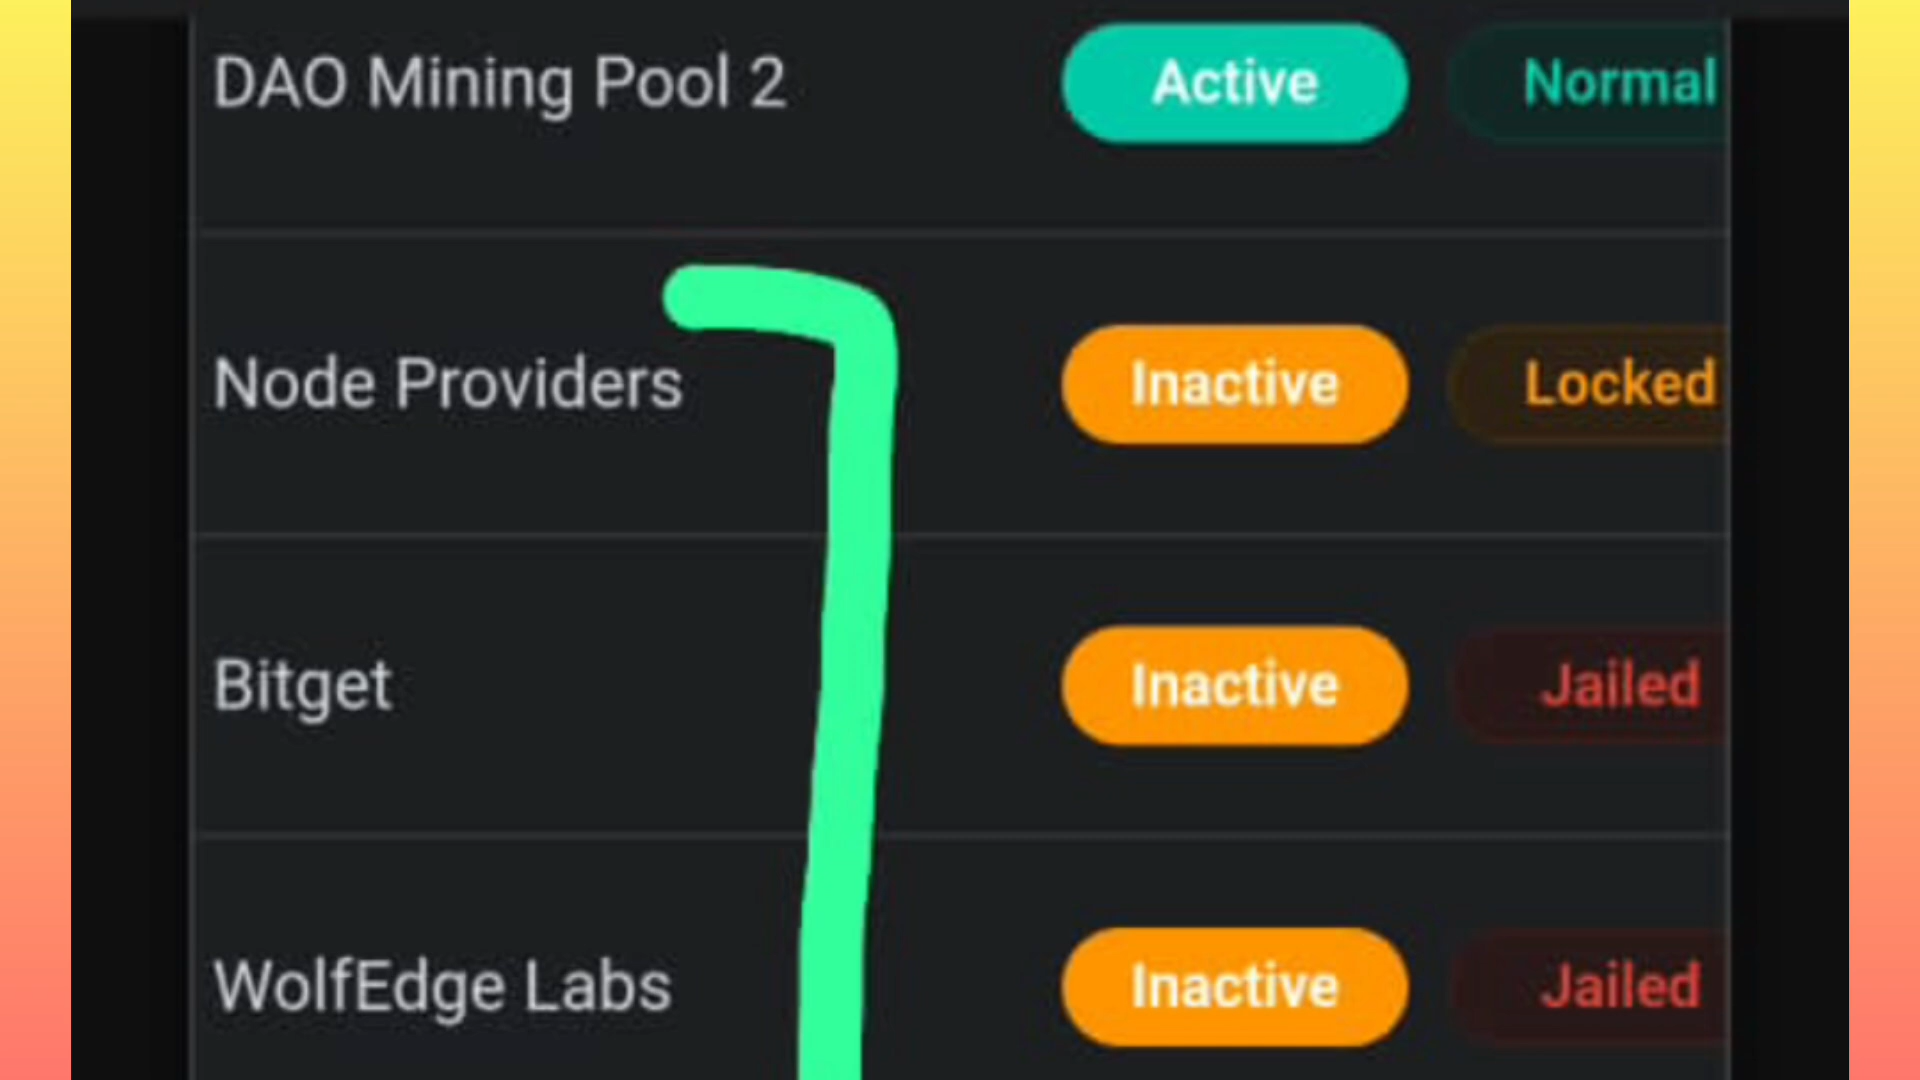 DAO Mining Pool 2 Active Normal
Node Providers Inactive Locked
Bitget Inactive Jailed
WolfEdge Labs Inactive Jailed